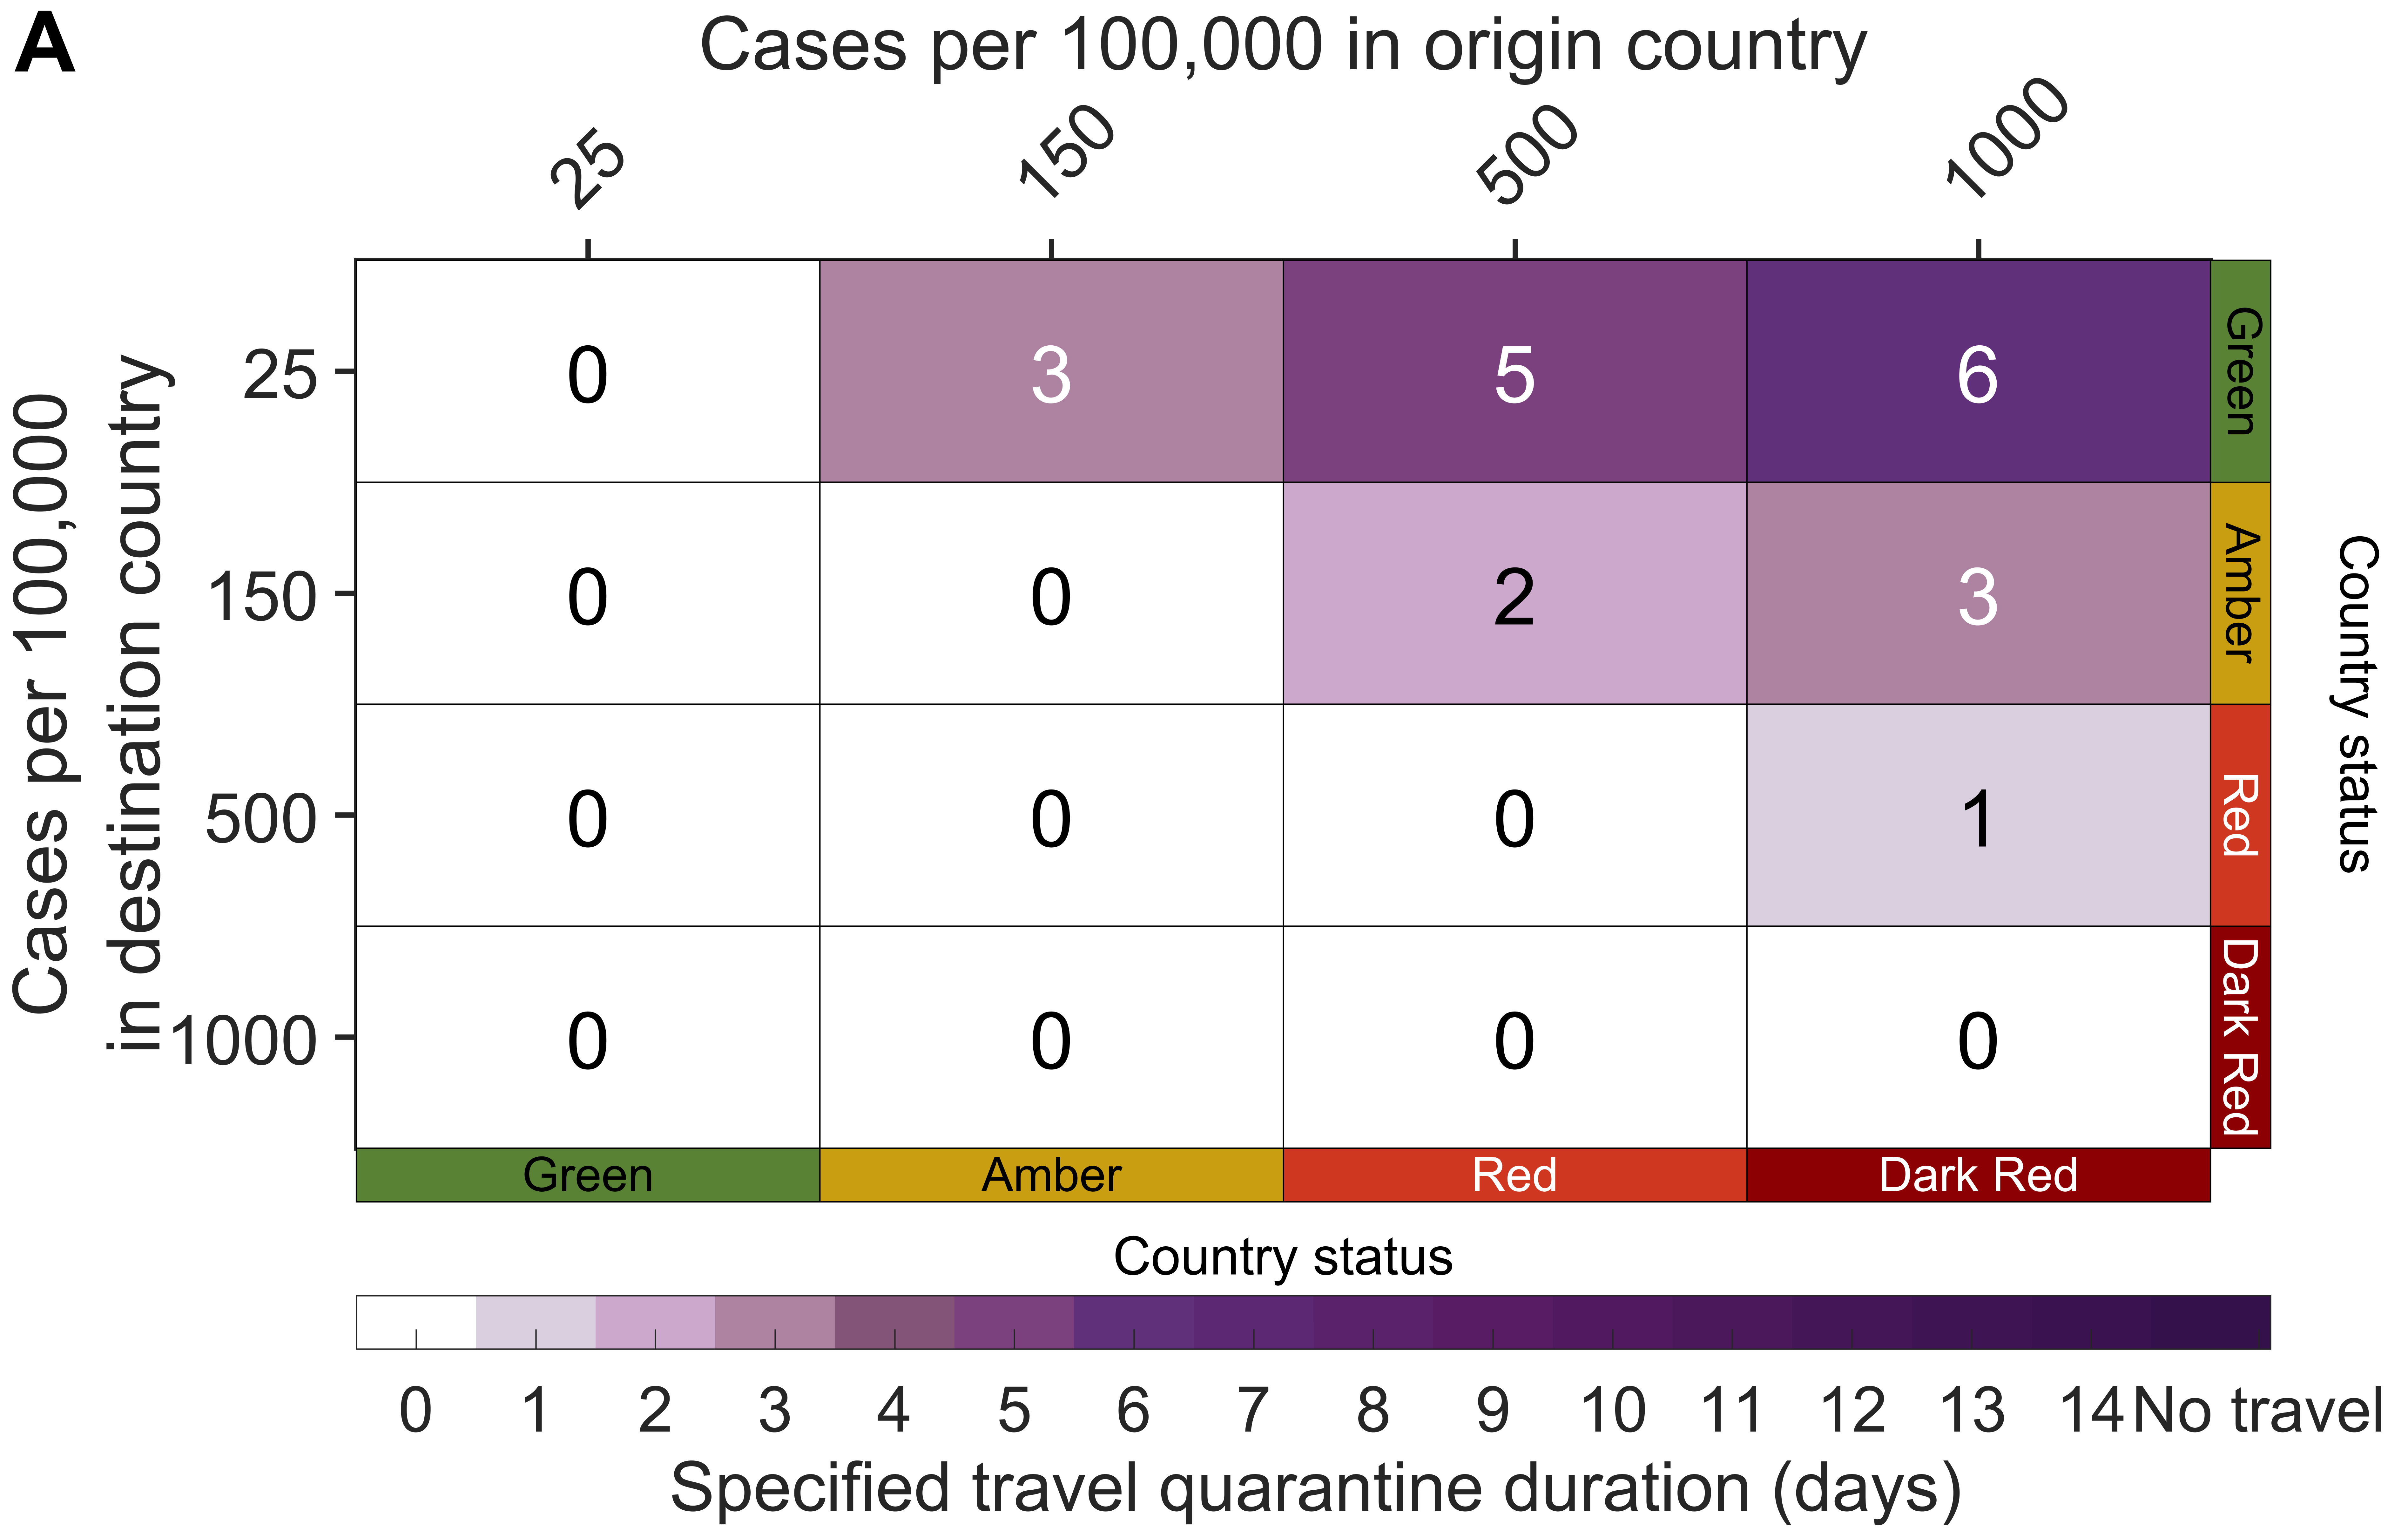 A
Cases per 100,000 in origin country
25 150 500 1000
Cases per 100,000
in destination country
25 0 3 5 6 Green
150 0 0 2 3 Amber
500 0 0 0 1 Red
1000 0 0 0 0 Dark Red
Country status
Green Amber Red Dark Red
Country status
0 1 2 3 4 5 6 7 8 9 10 11 12 13 14 No travel
Specified travel quarantine duration (days)